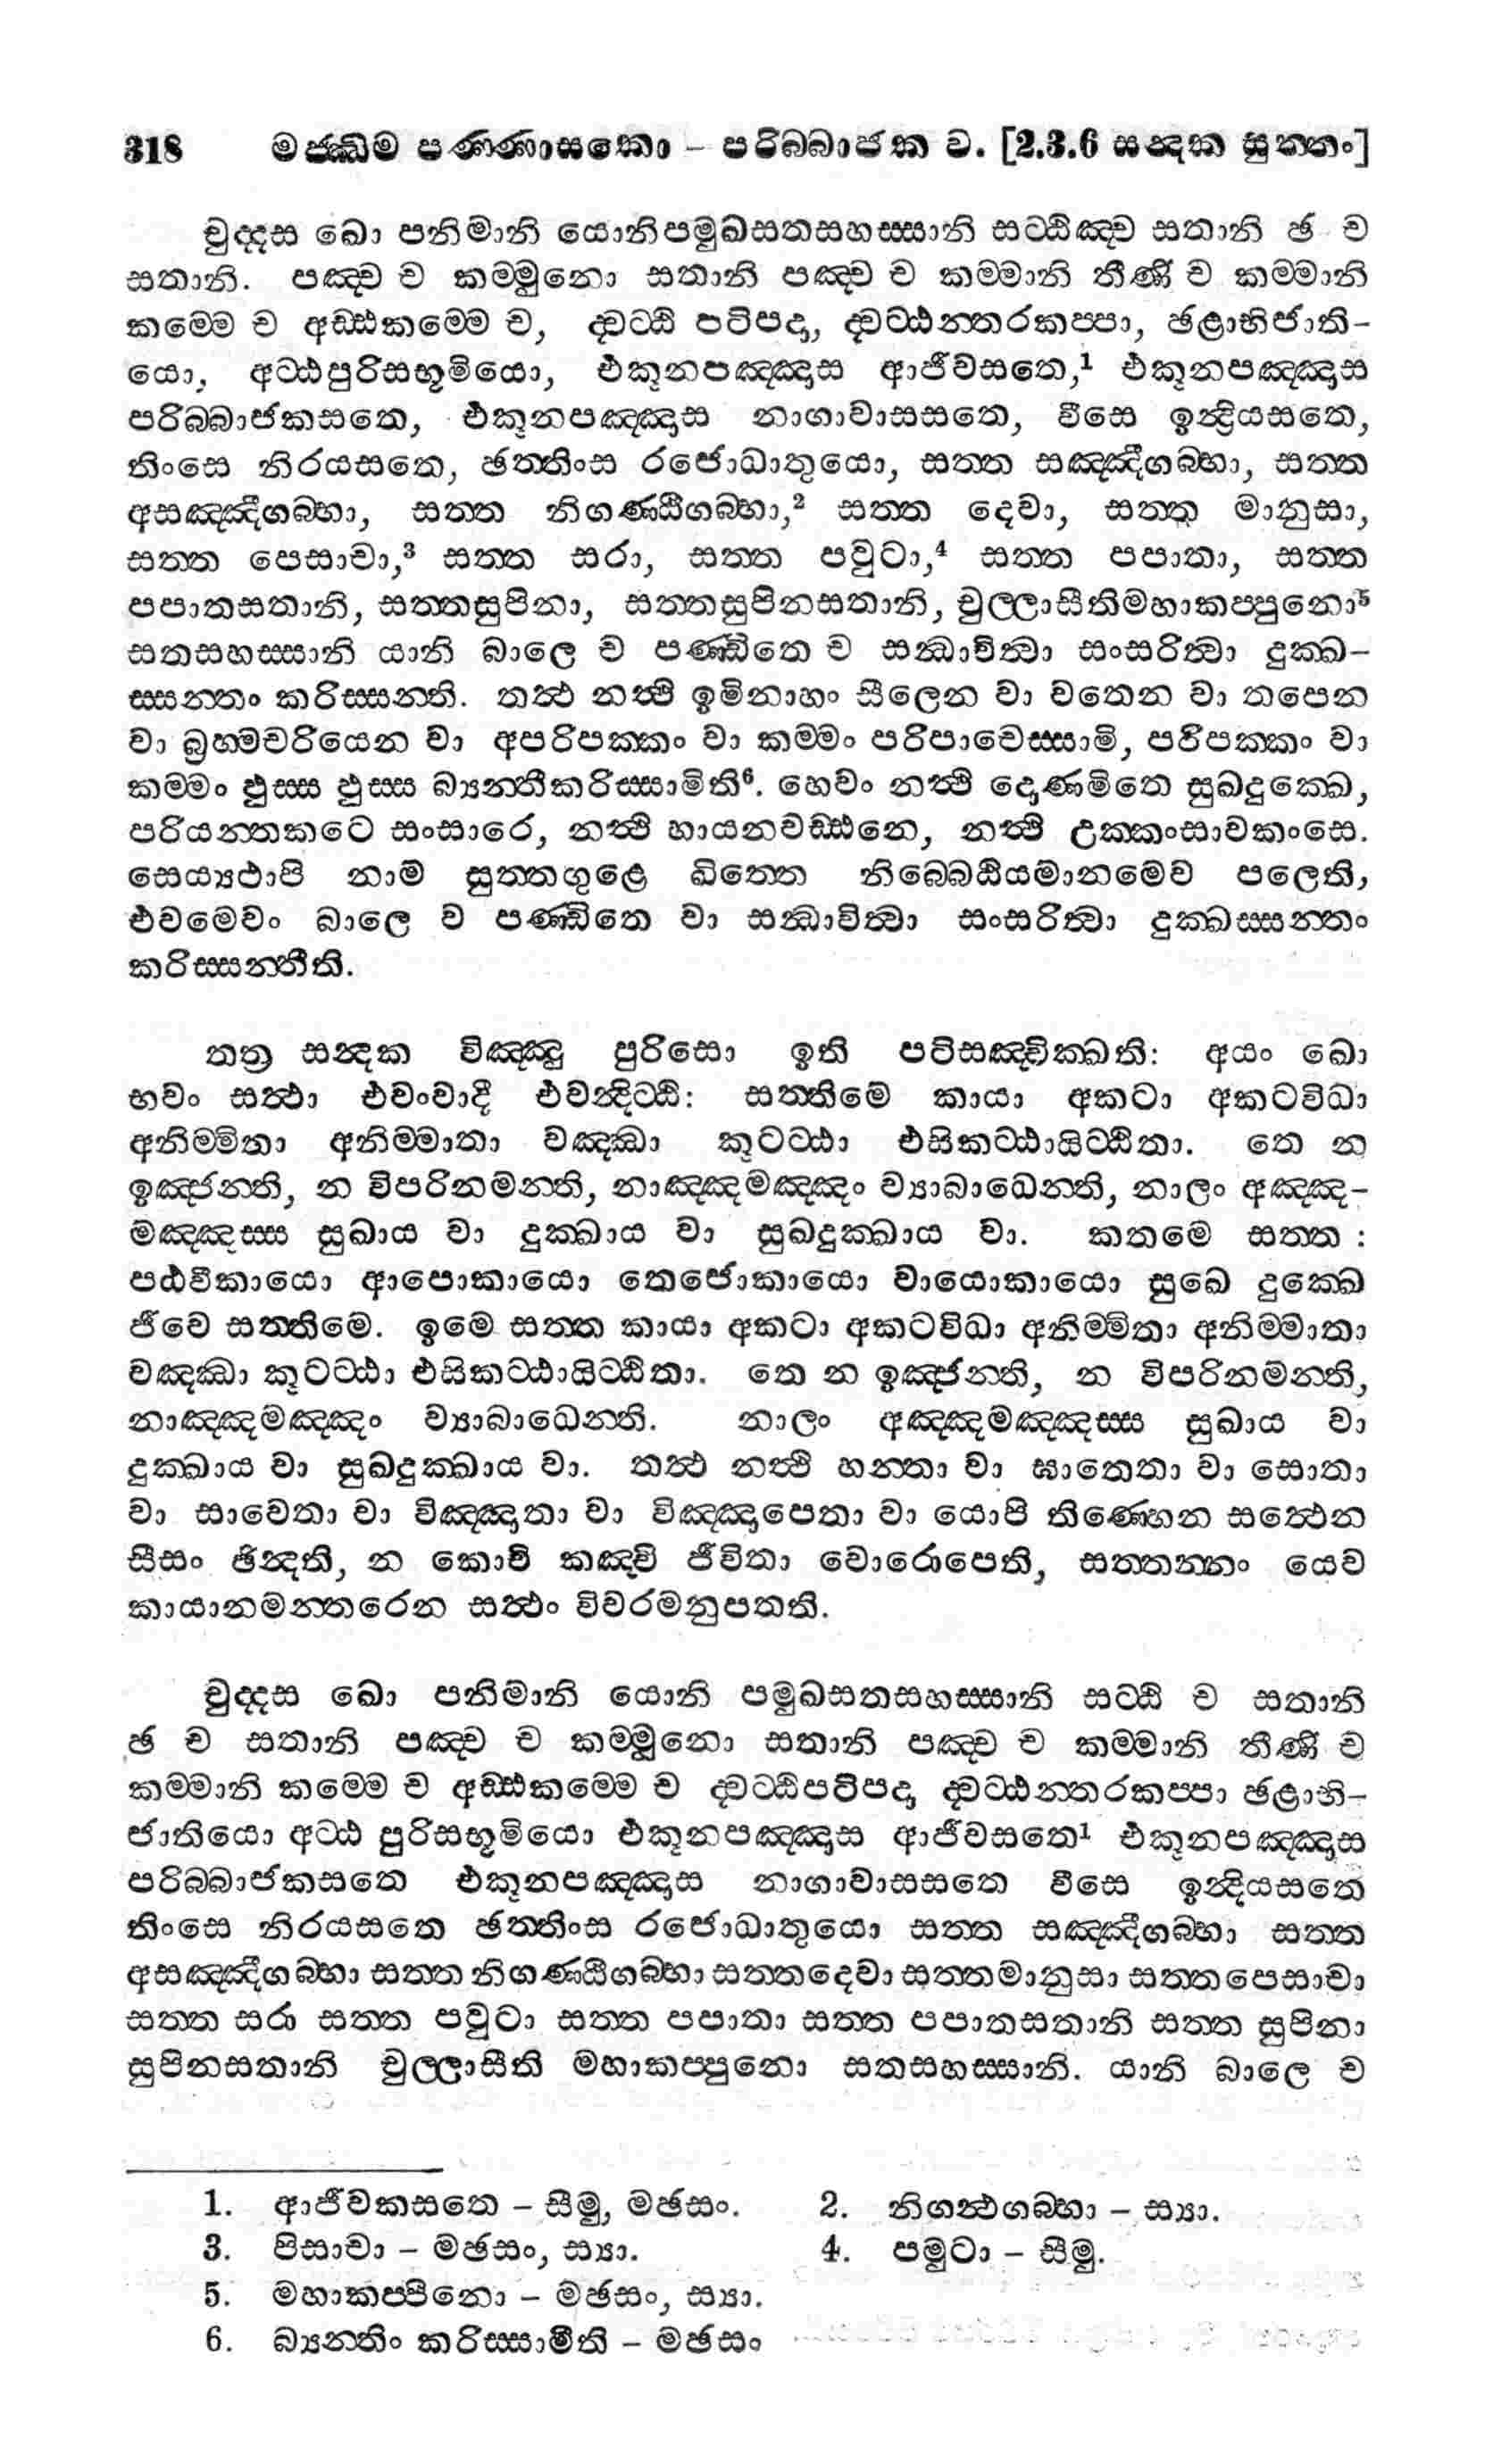 318 මජ්ඣිම පණ්ණාසකො – පරිබ්බාජක ව. [2.3.6 සන්දක සුත්තං]
චුද්දස ඛො පනිමානි යොනිපමුඛසතසහස්සානි සට්ඨිඤ්ච සතානි ඡ ච
සතානි. පඤ්ච ච කම්මුනො සතානි පඤ්ච ච කම්මානි තීණි ච කම්මානි
කම්මෙ ච අඩ්ඪකම්මෙ ච, ද්වට්ඨි පටිපදා, ද්වට්ඨන්තරකප්පා, ඡළාභිජාති–
යො, අට්ඨපුරිසභූමියො, එකූනපඤ්ඤාස ආජීවසතෙ,¹ එකූනපඤ්ඤාස
පරිබ්බාජකසතෙ, එකූනපඤ්ඤාස නාගාවාසසතෙ, වීසෙ ඉන්ද්‍රියසතෙ,
තිංසෙ නිරයසතෙ, ඡත්තිංස රජොධාතුයො, සත්ත සඤ්ඤීගබ්භා, සත්ත
අසඤ්ඤීගබ්භා, සත්ත නිගණ්ඨීගබ්භා,² සත්ත දෙවා, සත්ත මානුසා,
සත්ත පෙසාචා,³ සත්ත සරා, සත්ත පවුටා,⁴ සත්ත පපාතා, සත්ත
පපාතසතානි, සත්තසුපිනා, සත්තසුපිනසතානි, චුල්ලාසීතිමහාකප්පුනො⁵
සතසහස්සානි යානි බාලෙ ච පණ්ඩිතෙ ච සන්ධාවිත්වා සංසරිත්වා දුක්ඛ–
ස්සන්තං කරිස්සන්ති. තත්ථ නත්ථි ඉමිනාහං සීලෙන වා වතෙන වා තපෙන
වා බ්‍රහ්මචරියෙන වා අපරිපක්කං වා කම්මං පරිපාචෙස්සාමි, පරිපක්කං වා
කම්මං ඵුස්ස ඵුස්ස බ්‍යන්තීකරිස්සාමිති⁶. හෙවං නත්ථි දොණමිතෙ සුඛදුක්ඛෙ,
පරියන්තකටෙ සංසාරෙ, නත්ථි හායනවඩ්ඪනෙ, නත්ථි උක්කංසාවකංසෙ.
සෙය්‍යථාපි නාම සුත්තගුළෙ ඛිත්තෙ නිබ්බෙඨියමානමෙව පලෙති,
එවමෙවං බාලෙ ච පණ්ඩිතෙ වා සන්ධාවිත්වා සංසරිත්වා දුක්ඛස්සන්තං
කරිස්සන්තීති.
තත්‍ර සන්දක විඤ්ඤු පුරිසො ඉති පටිසඤ්චික්ඛති: අයං ඛො
භවං සත්ථා එවංවාදී එවන්දිට්ඨි: සත්තිමෙ කායා අකටා අකටවිධා
අනිම්මිතා අනිම්මාතා වඤ්ඣා කූටට්ඨා එසිකට්ඨායිට්ඨිතා. තෙ න
ඉඤ්ජන්ති, න විපරිනමන්ති, නාඤ්ඤමඤ්ඤං ව්‍යාබාධෙන්ති, නාලං අඤ්ඤ–
මඤ්ඤස්ස සුඛාය වා දුක්ඛාය වා සුඛදුක්ඛාය වා. කතමෙ සත්ත :
පඨවීකායො ආපොකායො තෙජොකායො වායොකායො සුඛෙ දුක්ඛෙ
ජීවෙ සත්තිමෙ. ඉමෙ සත්ත කායා අකටා අකටවිධා අනිම්මිතා අනිම්මාතා
වඤ්ඣා කූටට්ඨා එසිකට්ඨායිට්ඨිතා. තෙ න ඉඤ්ජන්ති, න විපරිනමන්ති,
නාඤ්ඤමඤ්ඤං ව්‍යාබාධෙන්ති. නාලං අඤ්ඤමඤ්ඤස්ස සුඛාය වා
දුක්ඛාය වා සුඛදුක්ඛාය වා. තත්ථ නත්ථි හන්තා වා ඝාතෙතා වා සොතා
වා සාවෙතා වා විඤ්ඤාතා වා විඤ්ඤාපෙතා වා යොපි තිණ්හෙන සත්ථෙන
සීසං ඡින්දති, න කොචි කඤ්චි ජීවිතා වොරොපෙති, සත්තන්නං යෙව
කායානමන්තරෙන සත්ථං විවරමනුපතති.
චුද්දස ඛො පනිමානි යොනි පමුඛසතසහස්සානි සට්ඨි ච සතානි
ඡ ච සතානි පඤ්ච ච කම්මුනො සතානි පඤ්ච ච කම්මානි තීණි ච
කම්මානි කම්මෙ ච අඩ්ඪකම්මෙ ච ද්වට්ඨිපටිපදා ද්වට්ඨන්තරකප්පා ඡළාභි–
ජාතියො අට්ඨ පුරිසභූමියො එකූනපඤ්ඤාස ආජීවසතෙ¹ එකූනපඤ්ඤාස
පරිබ්බාජකසතෙ එකූනපඤ්ඤාස නාගාවාසසතෙ වීසෙ ඉන්ද්‍රියසතෙ
තිංසෙ නිරයසතෙ ඡත්තිංස රජොධාතුයො සත්ත සඤ්ඤීගබ්භා සත්ත
අසඤ්ඤීගබ්භා සත්ත නිගණ්ඨීගබ්භා සත්තදෙවා සත්තමානුසා සත්තපෙසාචා
සත්ත සරා සත්ත පවුටා සත්ත පපාතා සත්ත පපාතසතානි සත්ත සුපිනා
සුපිනසතානි චුල්ලාසීති මහාකප්පුනො සතසහස්සානි. යානි බාලෙ ච
1. ආජීවකසතෙ – සීමු, මඡසං. 2. නිගන්ථගබ්භා – ස්‍යා.
3. පිසාචා – මඡසං, ස්‍යා. 4. පමුටා – සීමු.
5. මහාකප්පිනො – මඡසං, ස්‍යා.
6. බ්‍යන්තිං කරිස්සාමීති – මඡසං